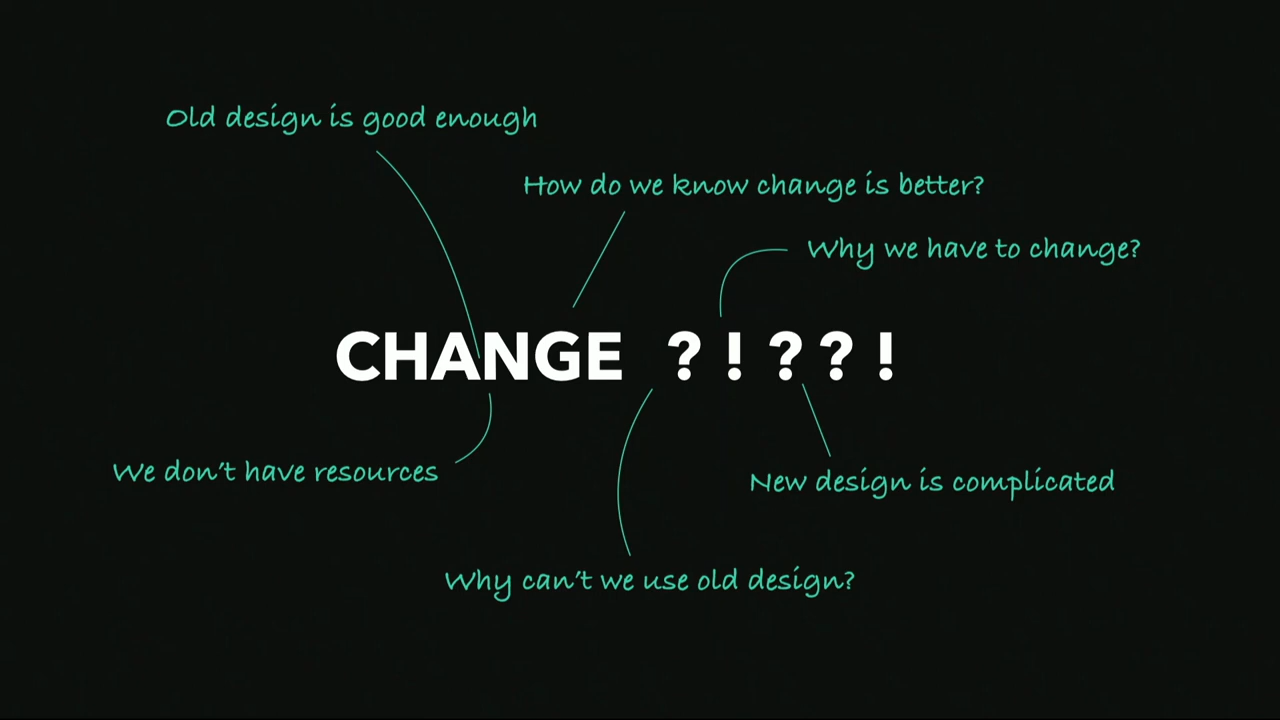 Old design is good enough
How do we know change is better?
Why we have to change?
CHANGE ?!??!
We don't have resources
New design is complicated
Why can't we use old design?